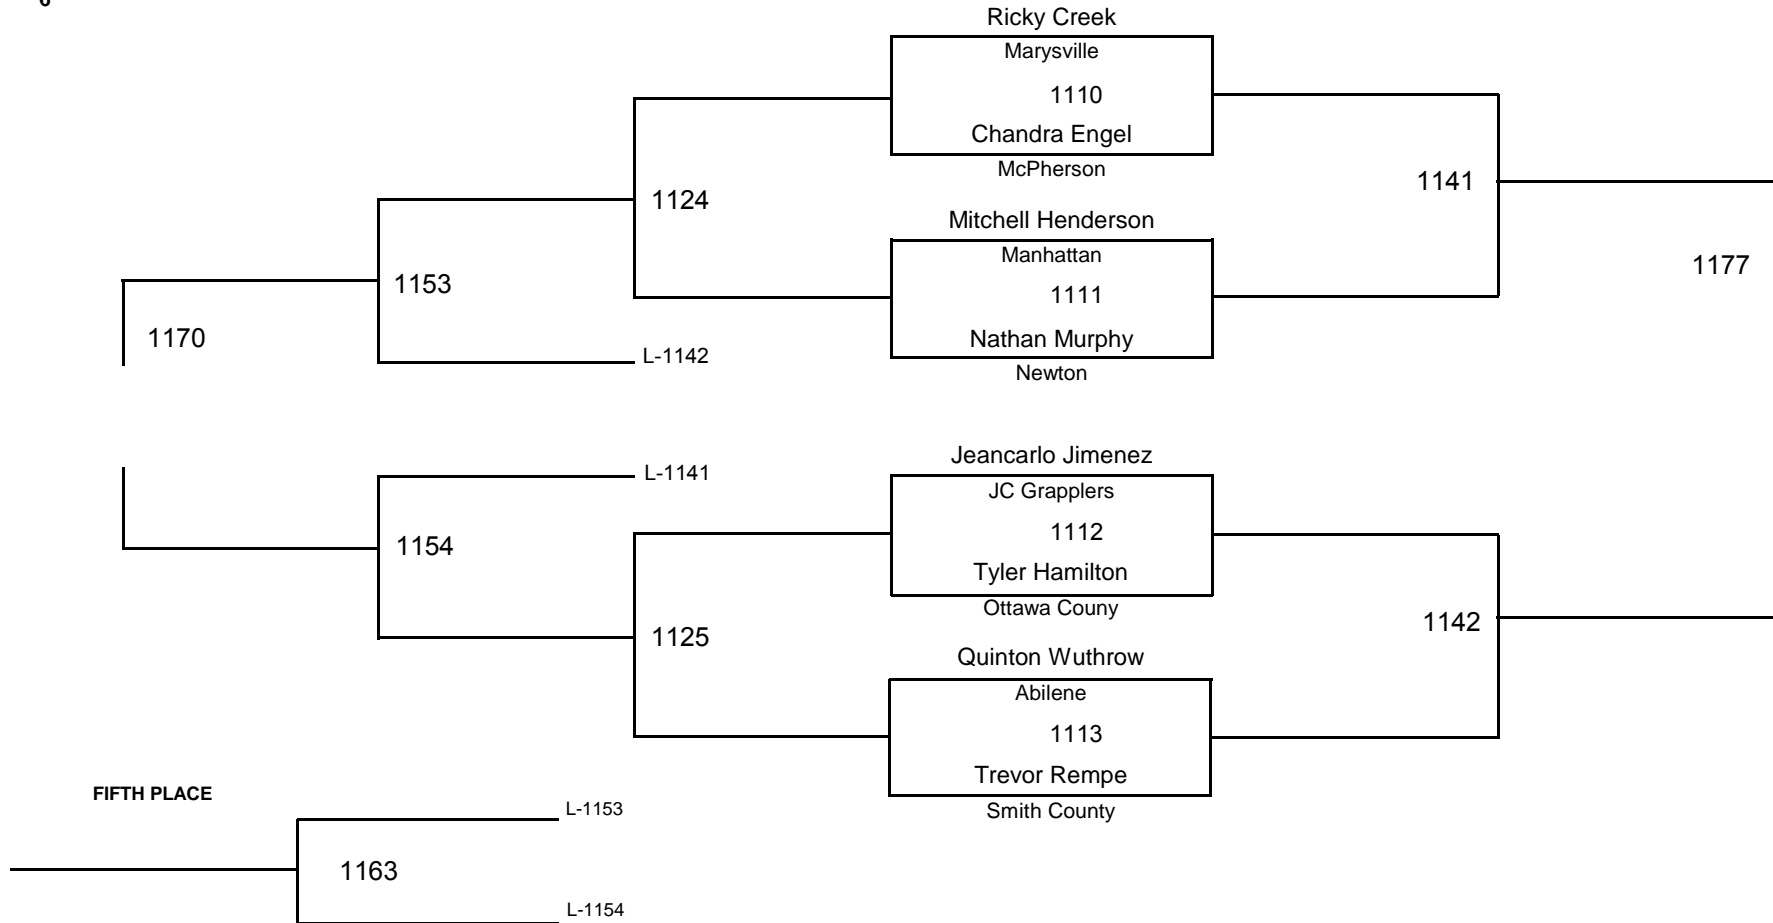 6
Ricky Creek
Marysville
1110
Chandra Engel
McPherson
1124
1141
Mitchell Henderson
Manhattan
1111
Nathan Murphy
Newton
1153
1177
1170
L-1142
Jeancarlo Jimenez
JC Grapplers
1112
Tyler Hamilton
Ottawa Couny
L-1141
1154
1125
1142
Quinton Wuthrow
Abilene
1113
Trevor Rempe
Smith County
FIFTH PLACE
L-1153
1163
L-1154